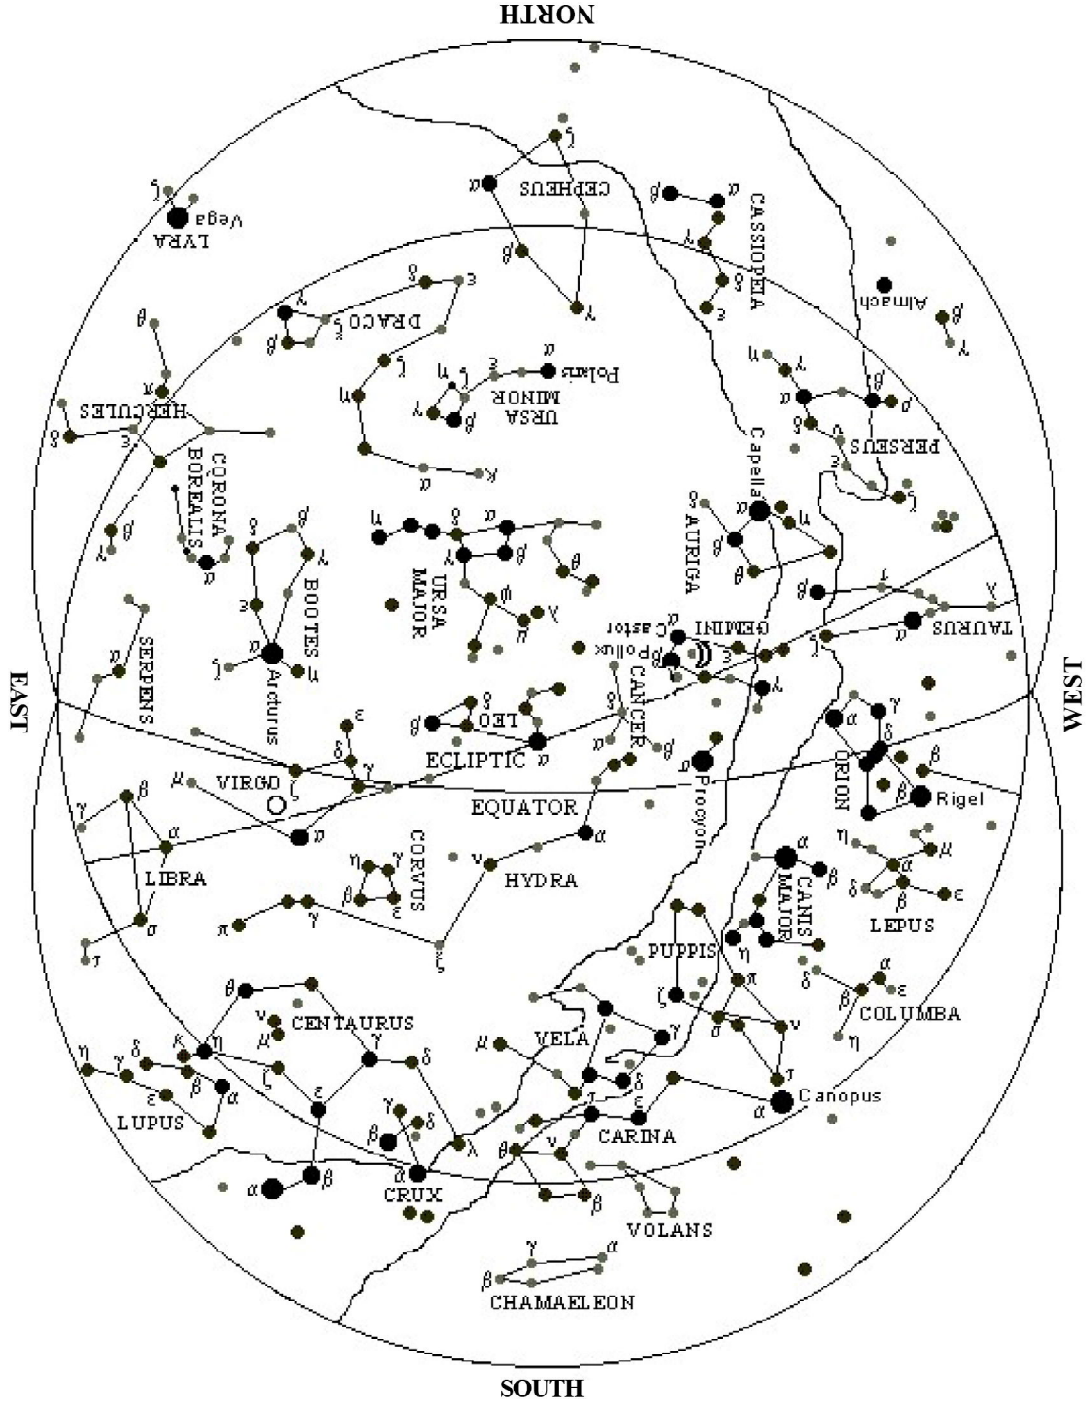 NORTH
ζ
α
CEPHEUS
β
γ
β
α
CASSIOPEIA
γ
δ
ε
ζ
Vega
LYRA
Almach
β
γ
δ
ε
γ
DRACO
ξ
β
ζ
η
α
κ
α
Polaris
ε
ζ
η
URSA
MINOR
γ
β
θ
π
HERCULES
δ
ε
β
γ
η
γ
α
β
ρ
δ
ν
PERSEUS
ε
ζ
Capella
CORONA
BOREALIS
α
δ
β
γ
BOOTES
ε
α
ζ
η
Arcturus
η
δ
α
β
URSA
MAJOR
θ
ψ
λ
μ
δ
α
η
AURIGA
β
θ
β
τ
λ
TAURUS
α
ζ
α
Castor
GEMINI
Pollux
β
ε
γ
SERPENS
α
EAST
WEST
δ
LEO
β
α
CANCER
α
β
ECLIPTIC
ε
δ
γ
VIRGO
ζ
α
μ
EQUATOR
α
Procyon
γ
α
δ
ORION
β
β
Rigel
β
γ
α
LIBRA
σ
τ
CORVUS
η
γ
β
ε
HYDRA
ν
α
π
γ
ξ
α
β
CANIS
MAJOR
η
η
μ
α
δ
β
ε
LEPUS
PUPPIS
π
ζ
σ
ν
τ
δ
α
β
ε
COLUMBA
η
θ
ν
CENTAURUS
μ
κ
η
γ
δ
ζ
ε
λ
α
β
η
δ
γ
β
α
ε
LUPUS
μ
VELA
γ
δ
ε
ι
CARINA
α
Canopus
θ
ν
β
γ
δ
β
α
CRUX
VOLANS
γ
α
β
CHAMAELEON
SOUTH